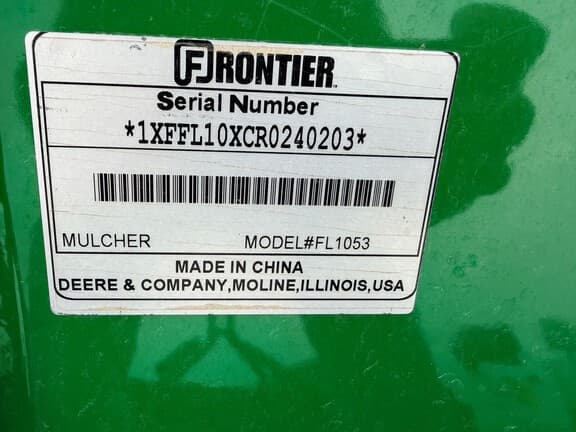 FRONTIER
Serial Number
*1XFFL10XCR0240203*
MULCHER MODEL#FL1053
MADE IN CHINA
DEERE & COMPANY,MOLINE,ILLINOIS,USA